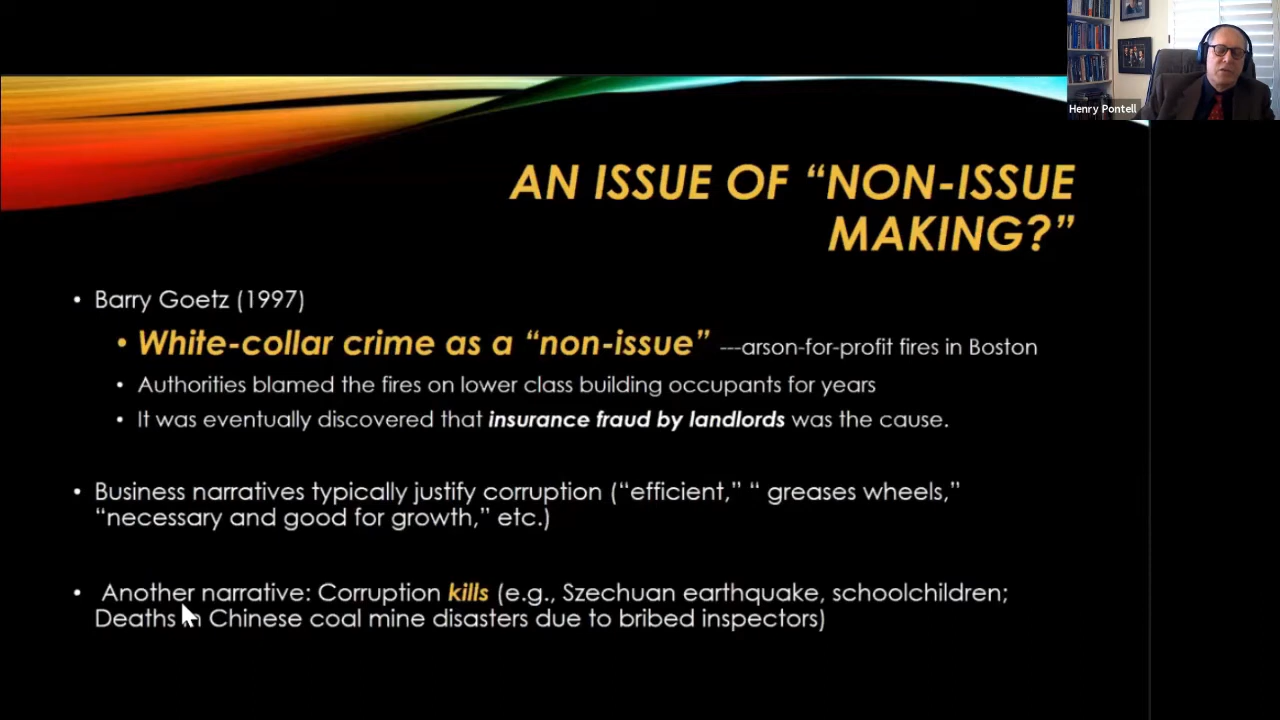 Henry Pontell
AN ISSUE OF “NON-ISSUE
MAKING?”
• Barry Goetz (1997)
• White-collar crime as a “non-issue” ---arson-for-profit fires in Boston
• Authorities blamed the fires on lower class building occupants for years
• It was eventually discovered that insurance fraud by landlords was the cause.
• Business narratives typically justify corruption (“efficient,” “ greases wheels,”
“necessary and good for growth,” etc.)
• Another narrative: Corruption kills (e.g., Szechuan earthquake, schoolchildren;
Deaths in Chinese coal mine disasters due to bribed inspectors)